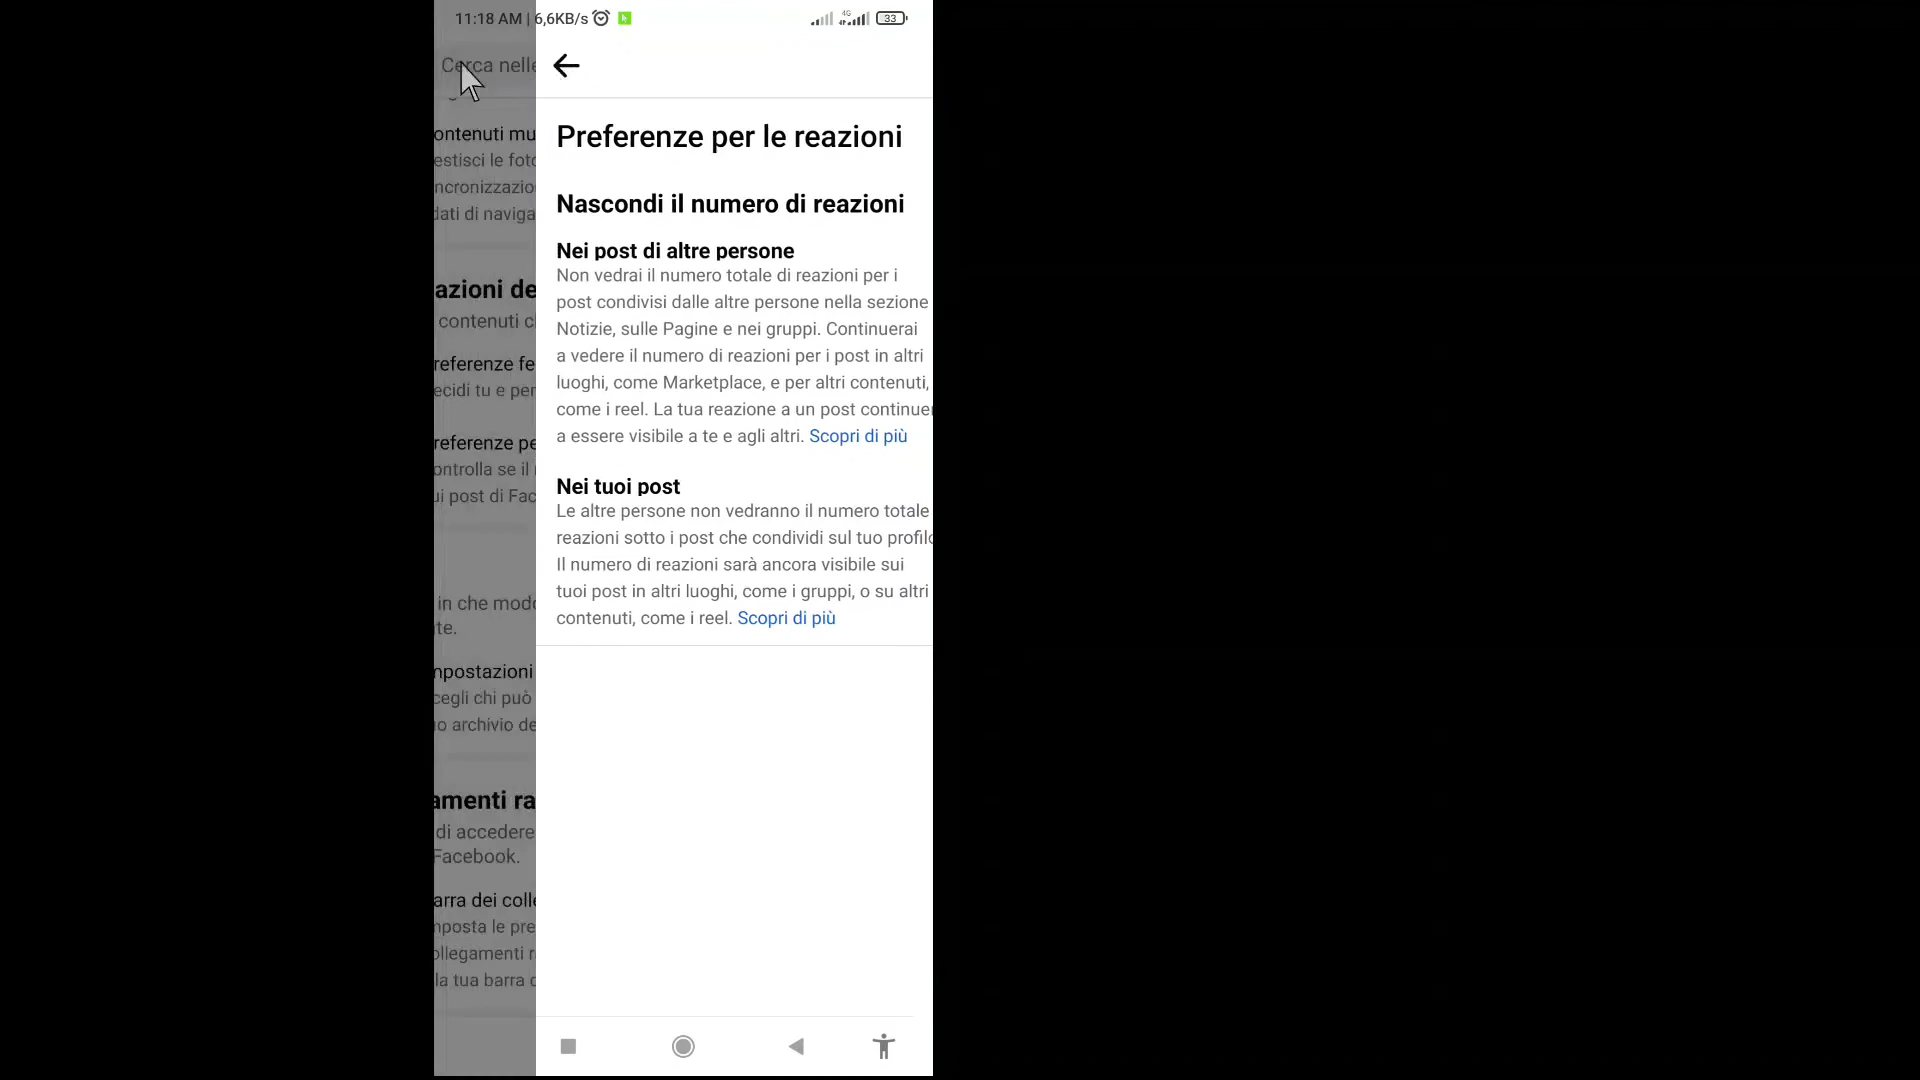 11:18 AM | 6,6KB/s
4G
33
Cerca nelle
Preferenze per le reazioni
Nascondi il numero di reazioni
Nei post di altre persone
Non vedrai il numero totale di reazioni per i
post condivisi dalle altre persone nella sezione
Notizie, sulle Pagine e nei gruppi. Continuerai
a vedere il numero di reazioni per i post in altri
luoghi, come Marketplace, e per altri contenuti,
come i reel. La tua reazione a un post continuer
a essere visibile a te e agli altri. Scopri di più
Nei tuoi post
Le altre persone non vedranno il numero totale
reazioni sotto i post che condividi sul tuo profilo
Il numero di reazioni sarà ancora visibile sui
tuoi post in altri luoghi, come i gruppi, o su altri
contenuti, come i reel. Scopri di più
ontenuti mu
estisci le foto
ncronizzazio
dati di naviga
azioni de
contenuti c
referenze fe
ecidi tu e per
referenze pe
ontrolla se il
ui post di Fac
in che modo
te.
mpostazioni
cegli chi può
o archivio de
amenti ra
di accedere
Facebook.
arra dei colle
mposta le pre
ollegamenti r
la tua barra d